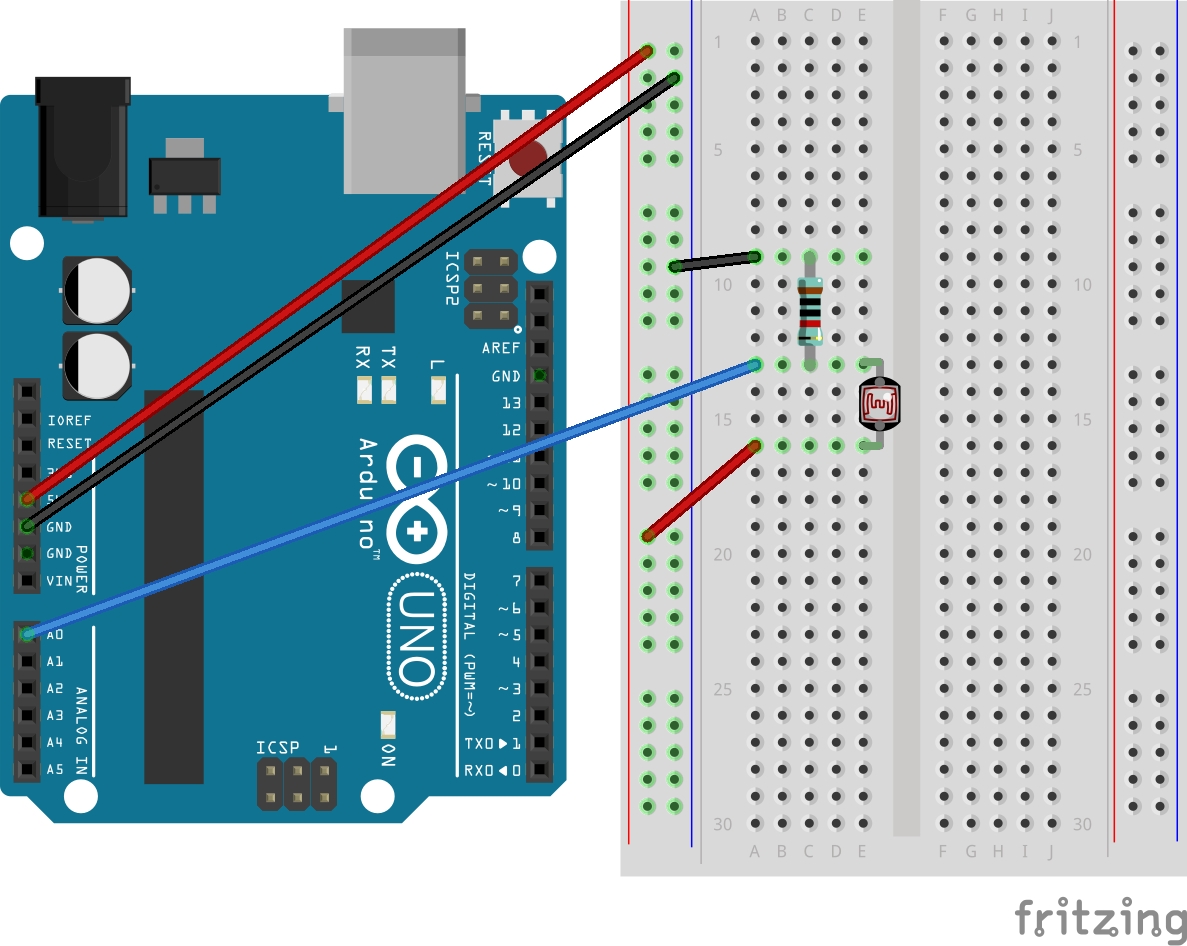 RESET
ICSP2
AREF
GND
13
12
~10
~9
8
7
~6
~5
4
~3
2
TX0▶1
RX0◀0
DIGITAL (PWM=~)
RX
TX
L
Arduino™
UNO
ON
ICSP
1
IOREF
RESET
GND
GND
VIN
POWER
A0
A1
A2
A3
A4
A5
ANALOG IN
A B C D E F G H I J
1 1
5 5
10 10
15 15
20 20
25 25
30 30
A B C D E F G H I J
fritzing